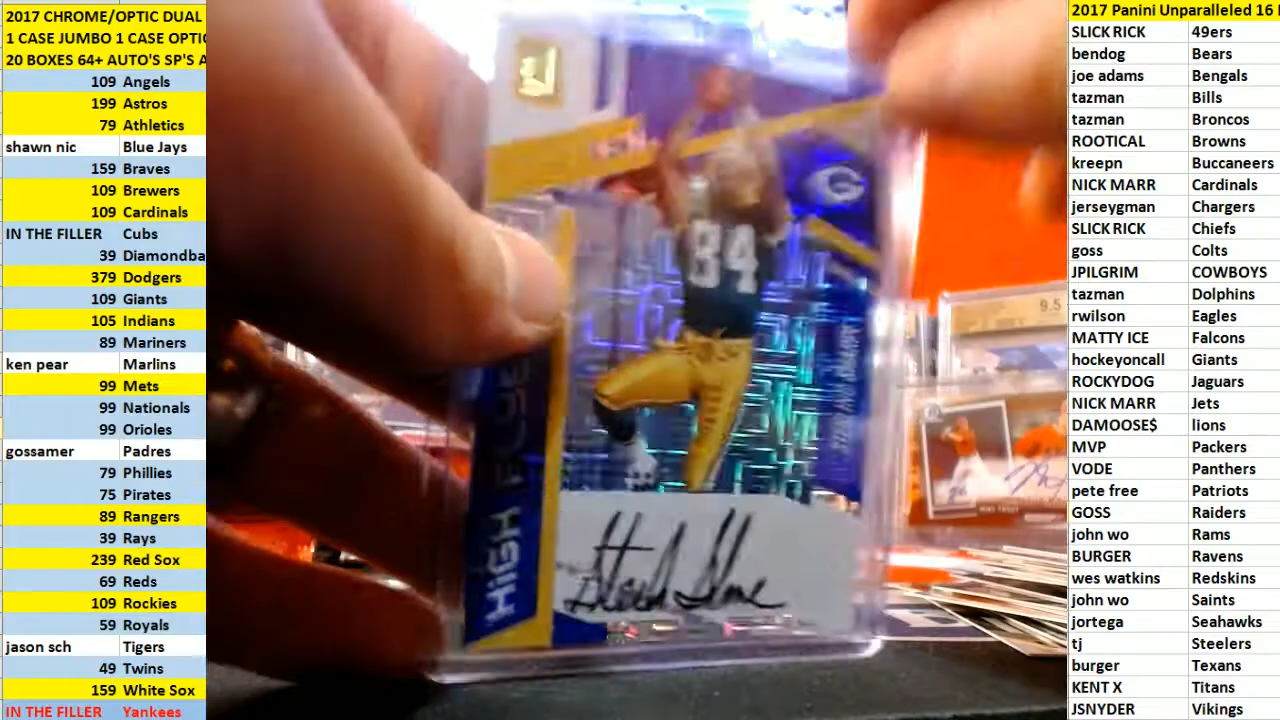 2017 CHROME/OPTIC DUAL
1 CASE JUMBO 1 CASE OPTIC
20 BOXES 64+ AUTO'S SP'S A
109 Angels
199 Astros
79 Athletics
shawn nic Blue Jays
159 Braves
109 Brewers
109 Cardinals
IN THE FILLER Cubs
39 Diamondba
379 Dodgers
109 Giants
105 Indians
89 Mariners
ken pear Marlins
99 Mets
99 Nationals
99 Orioles
gossamer Padres
79 Phillies
75 Pirates
89 Rangers
39 Rays
239 Red Sox
69 Reds
109 Rockies
59 Royals
jason sch Tigers
49 Twins
159 White Sox
IN THE FILLER Yankees
G
84
HIGH
9.5
2017 Panini Unparalleled 16
SLICK RICK 49ers
bendog Bears
joe adams Bengals
tazman Bills
tazman Broncos
ROOTICAL Browns
kreepn Buccaneers
NICK MARR Cardinals
jerseygman Chargers
SLICK RICK Chiefs
goss Colts
JPILGRIM COWBOYS
tazman Dolphins
rwilson Eagles
MATTY ICE Falcons
hockeyoncall Giants
ROCKYDOG Jaguars
NICK MARR Jets
DAMOOSE$ lions
MVP Packers
VODE Panthers
pete free Patriots
GOSS Raiders
john wo Rams
BURGER Ravens
wes watkins Redskins
john wo Saints
jortega Seahawks
tj Steelers
burger Texans
KENT X Titans
JSNYDER Vikings